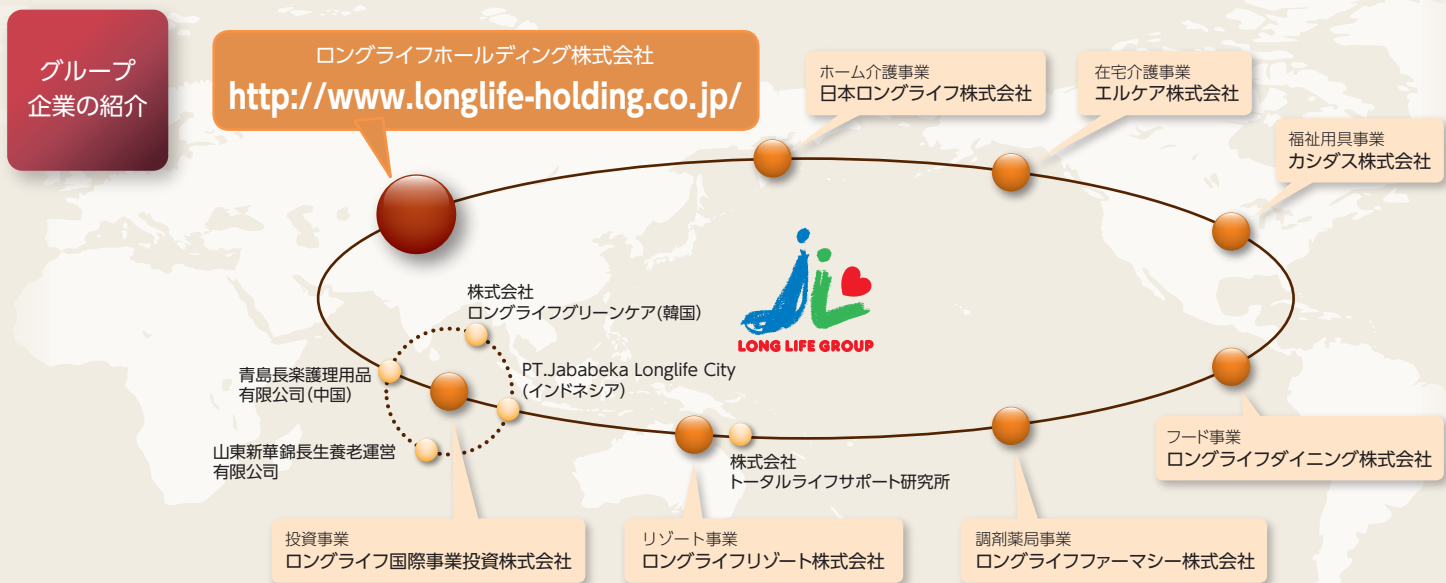 グループ
企業の紹介
ロングライフホールディング株式会社
http://www.longlife-holding.co.jp/
ホーム介護事業
日本ロングライフ株式会社
在宅介護事業
エルケア株式会社
福祉用具事業
カシダス株式会社
株式会社
ロングライフグリーンケア(韓国)
LONG LIFE GROUP
青島長楽護理用品
有限公司(中国)
PT.Jababeka Longlife City
(インドネシア)
山東新華錦長生養老運営
有限公司
株式会社
トータルライフサポート研究所
フード事業
ロングライフダイニング株式会社
投資事業
ロングライフ国際事業投資株式会社
リゾート事業
ロングライフリゾート株式会社
調剤薬局事業
ロングライフファーマシー株式会社